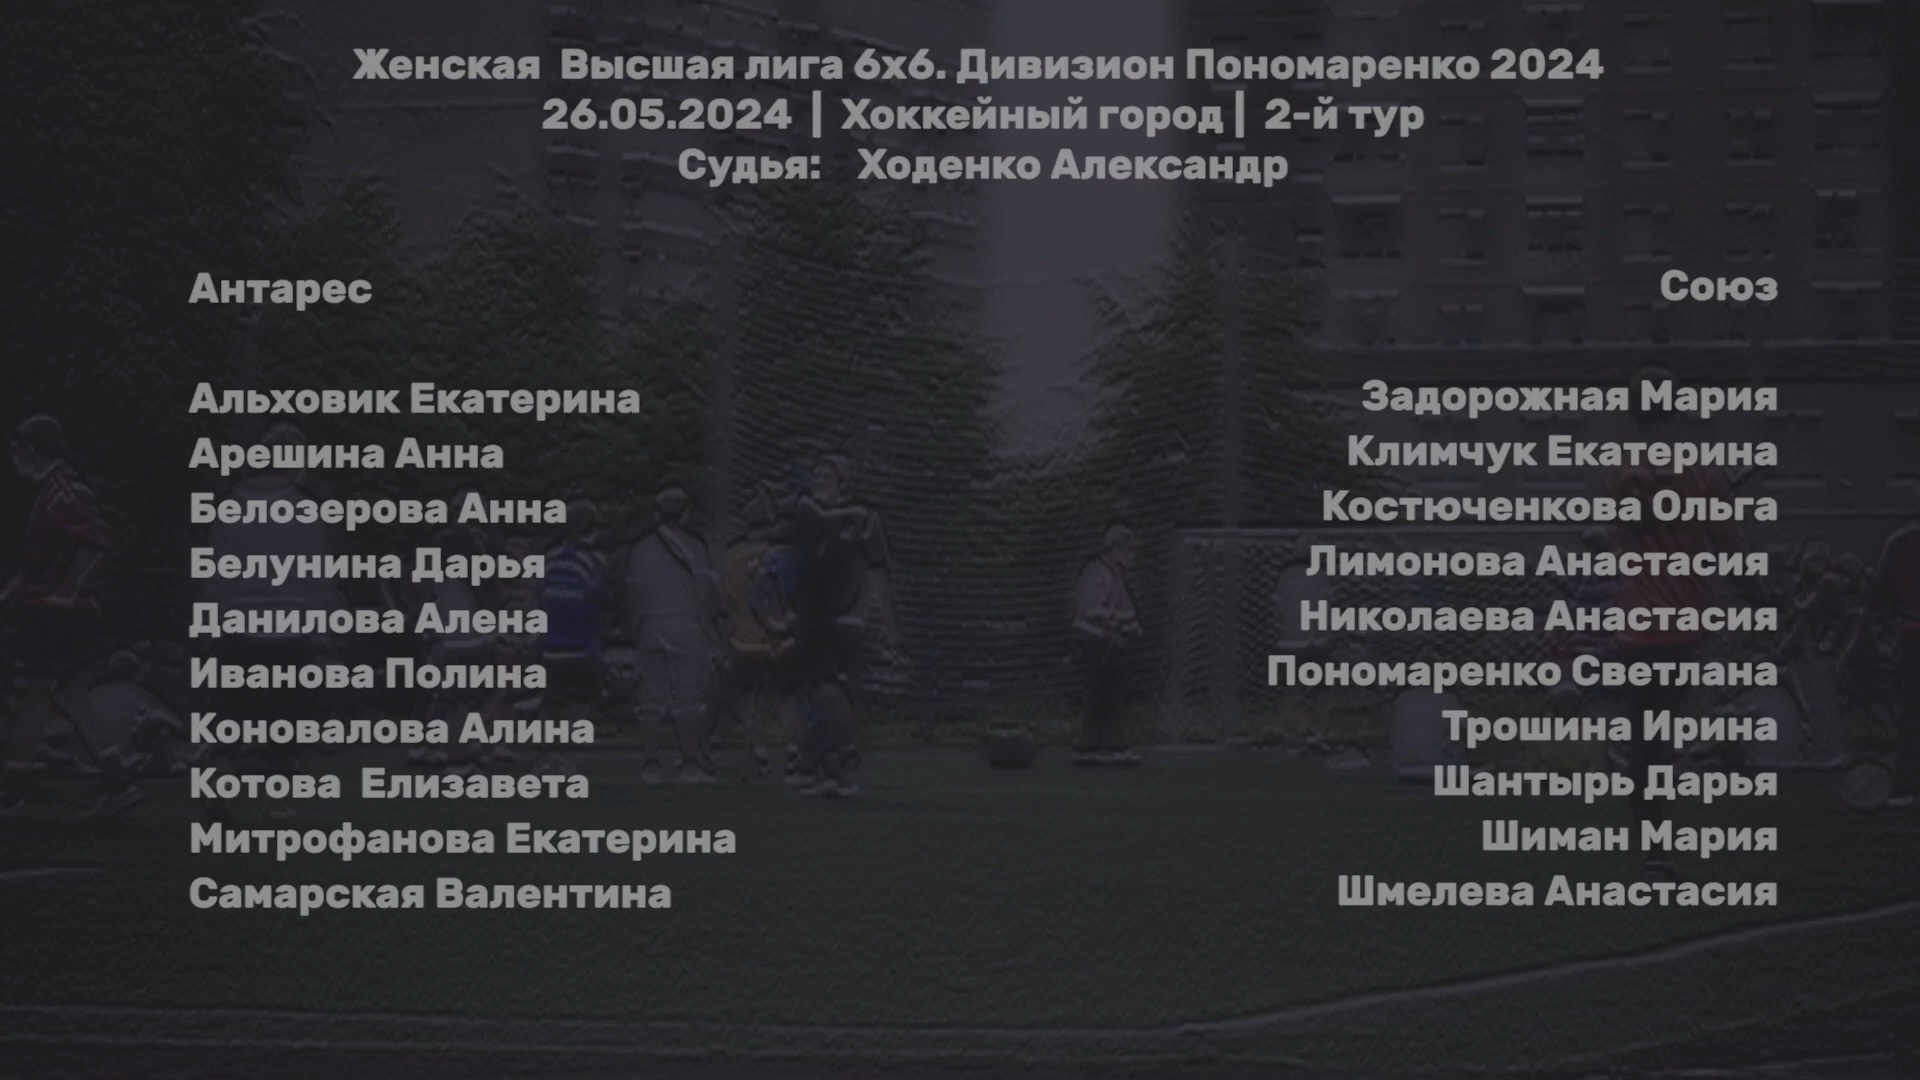 Женская Высшая лига 6х6. Дивизион Пономаренко 2024
26.05.2024 | Хоккейный город | 2-й тур
Судья: Ходенко Александр
Антарес
Альховик Екатерина
Арешина Анна
Белозерова Анна
Белунина Дарья
Данилова Алена
Иванова Полина
Коновалова Алина
Котова Елизавета
Митрофанова Екатерина
Самарская Валентина
Союз
Задорожная Мария
Климчук Екатерина
Костюченкова Ольга
Лимонова Анастасия
Николаева Анастасия
Пономаренко Светлана
Трошина Ирина
Шантырь Дарья
Шиман Мария
Шмелева Анастасия